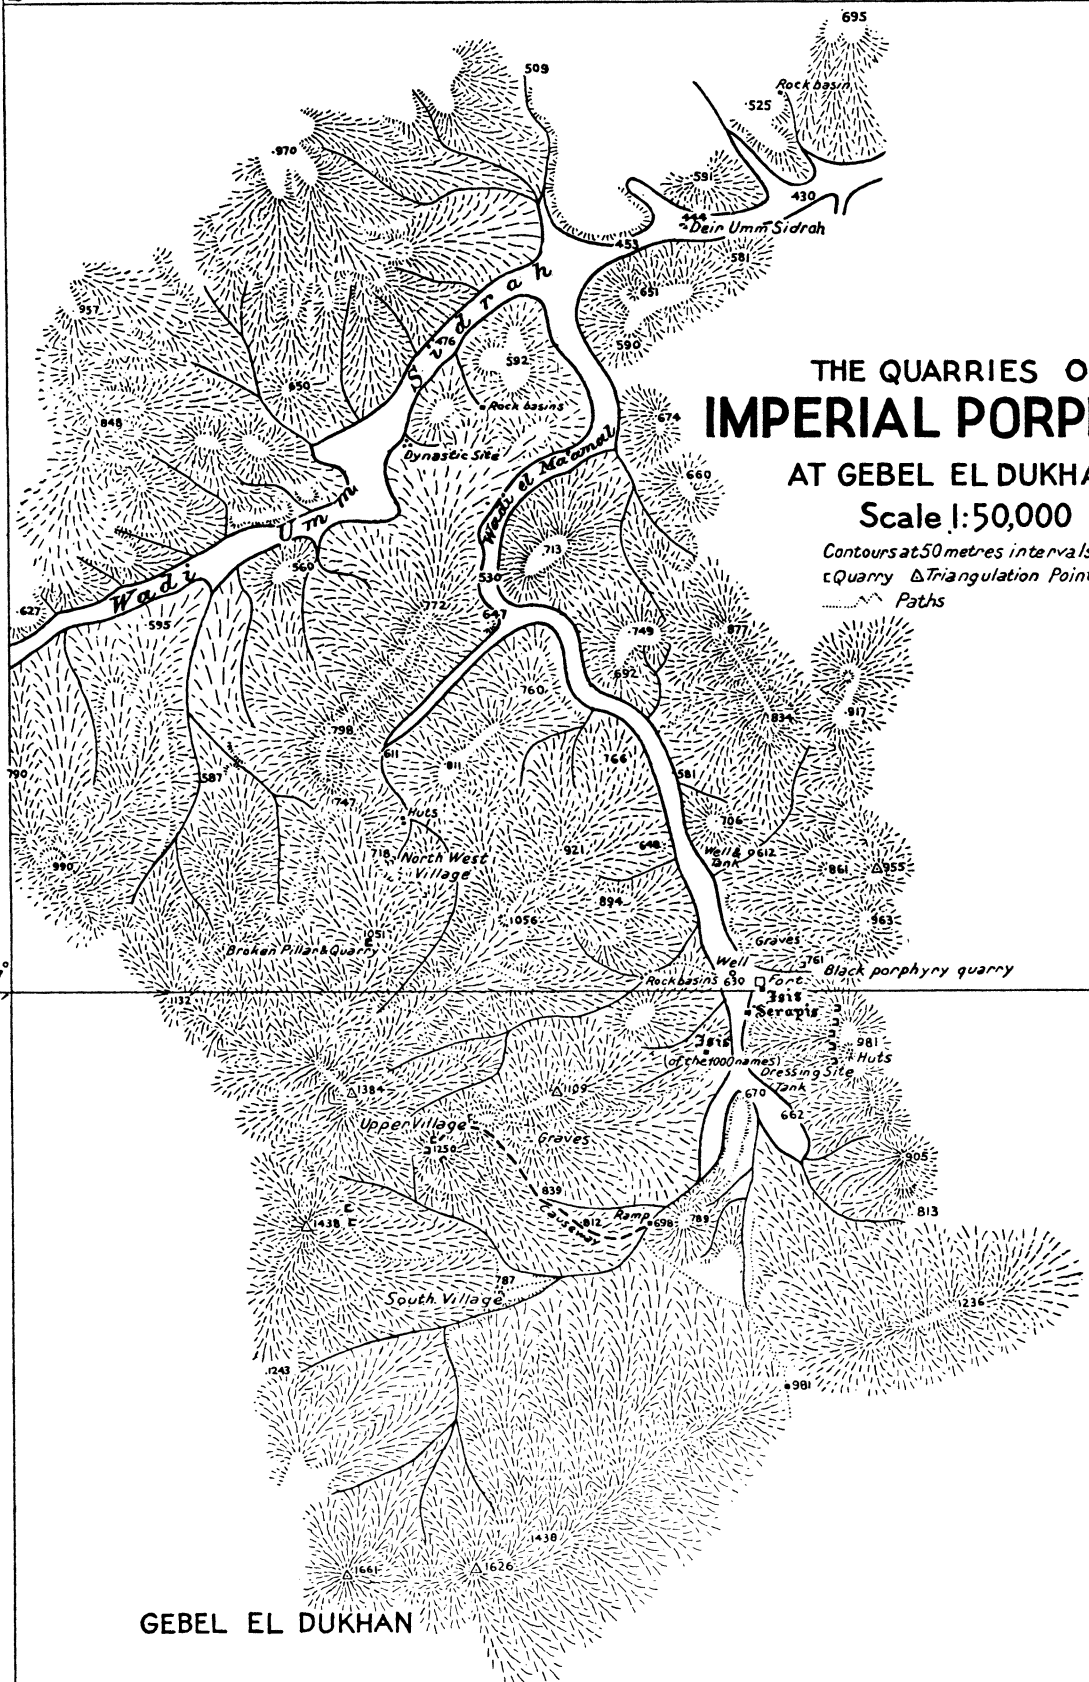 695
509
Rock basin
·525
·970
591
430
444
Deir Umm Sidrah
453
581
651
937
590
476
592
Wadi Umm Sidrah
THE QUARRIES O
650
Rock basins
IMPERIAL PORP
674
848
Dynastic Site
Wadi el Ma'amal
660
AT GEBEL EL DUKHA
Scale 1:50,000
713
Contours at 50 metres intervals
Quarry △ Triangulation Point
Paths
560
530
·627
·595
772
647
·749
877
692
760
·917
834
798
611
766
811
581
790
587
747
Huts
706
921
648
Well & Tank
612
718
North West
Village
990
861
△955
894
963
1056
1051
Broken Pillar & Quarry
Graves
Well
761
Black porphyry quarry
Rock basins
630
Fort
Isis
Serapis
1132
Isis
(of the 1000 names)
981
Huts
Dressing Site
Tank
△1384
△1109
670
662
Upper Village
Graves
1250
905
839
813
△1438
Causeway
812
Ramp
698
789
787
South Village
1236
1243
981
1438
△1661
△1626
GEBEL EL DUKHAN